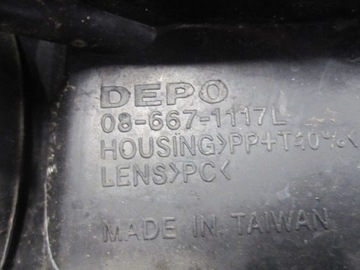 DEPO
08-667-1117L
HOUSING>PP+T40%<
LENS>PC<
MADE IN TAIWAN